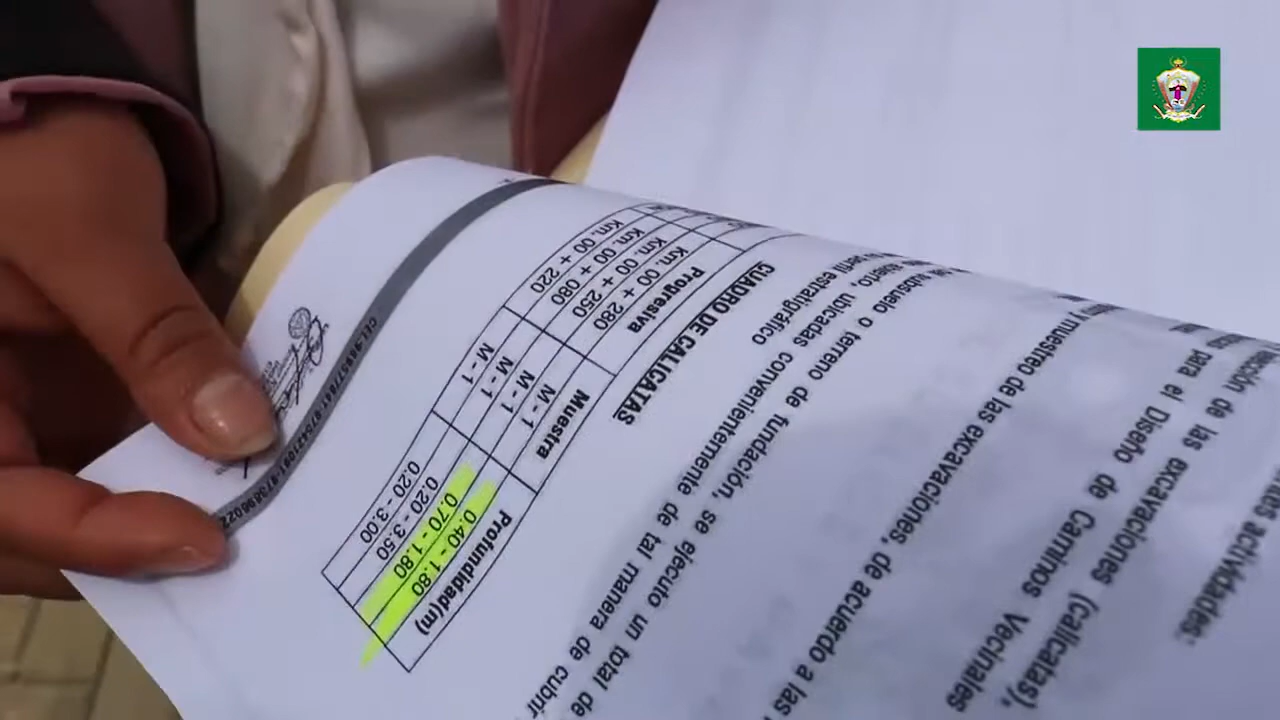 actividades:
de las excavaciones (calicatas),
para el Diseño de Caminos Vecinales
y muestreo de las excavaciones, de acuerdo a las
subsuelo o terreno de fundación, se ejecuto un total de
abierto, ubicadas convenientemente de tal manera de cubrir
perfil estratigráfico
CUADRO DE CALICATAS
Progresiva Muestra Profundidad(m)
Km. 00 + 280 M - 1 0.40 - 1.80
Km. 00 + 250 M - 1 0.70 - 1.80
Km. 00 + 080 M - 1 0.20 - 3.50
Km. 00 + 220 M - 1 0.20 - 3.00